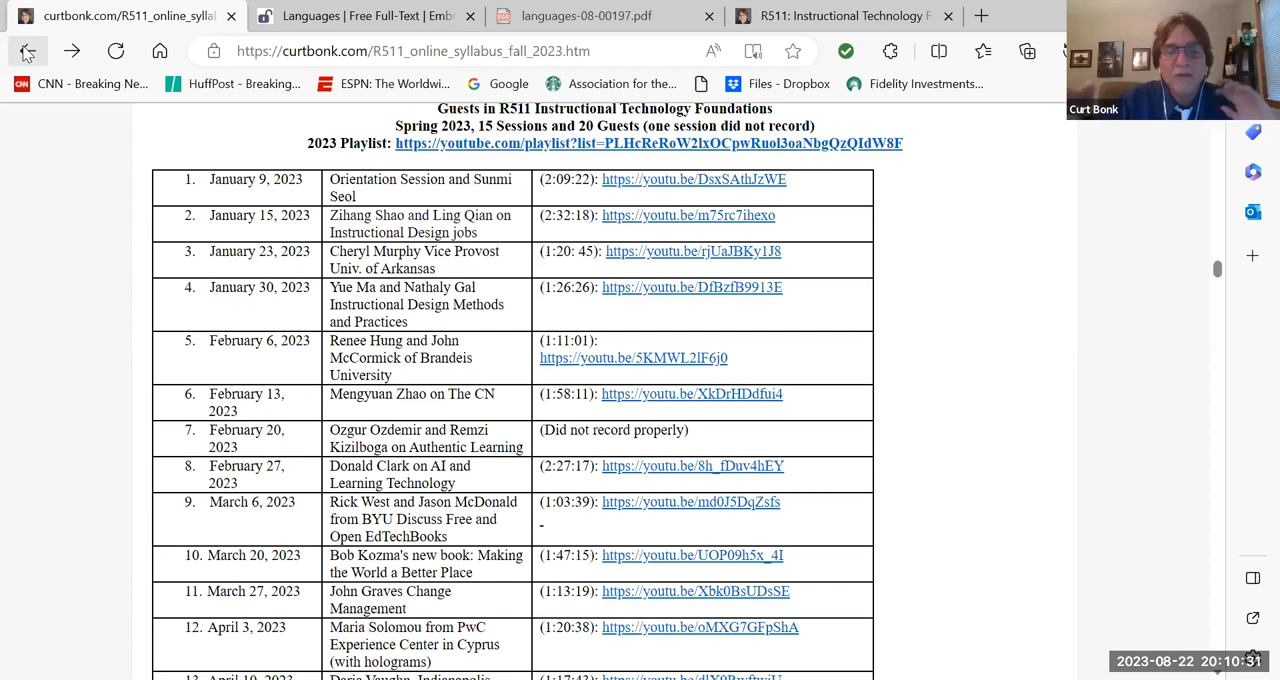 curtbonk.com/R511_online_syllal
Languages | Free Full-Text | Emb
languages-08-00197.pdf
R511: Instructional Technology F
https://curtbonk.com/R511_online_syllabus_fall_2023.htm
CNN - Breaking Ne...
HuffPost - Breaking...
ESPN: The Worldwi...
Google
Association for the...
Files - Dropbox
Fidelity Investments...
Curt Bonk
Guests in R511 Instructional Technology Foundations
Spring 2023, 15 Sessions and 20 Guests (one session did not record)
2023 Playlist: https://youtube.com/playlist?list=PLHcReRoW2lxOCpwRuol3oaNbgQzQIdW8F
1. January 9, 2023
Orientation Session and Sunmi
Seol
(2:09:22): https://youtu.be/DsxSAthJzWE
2. January 15, 2023
Zihang Shao and Ling Qian on
Instructional Design jobs
(2:32:18): https://youtu.be/m75rc7ihexo
3. January 23, 2023
Cheryl Murphy Vice Provost
Univ. of Arkansas
(1:20: 45): https://youtu.be/rjUaJBKy1J8
4. January 30, 2023
Yue Ma and Nathaly Gal
Instructional Design Methods
and Practices
(1:26:26): https://youtu.be/DfBzfB9913E
5. February 6, 2023
Renee Hung and John
McCormick of Brandeis
University
(1:11:01):
https://youtu.be/5KMWL2lF6j0
6. February 13,
2023
Mengyuan Zhao on The CN
(1:58:11): https://youtu.be/XkDrHDdfui4
7. February 20,
2023
Ozgur Ozdemir and Remzi
Kizilboga on Authentic Learning
(Did not record properly)
8. February 27,
2023
Donald Clark on AI and
Learning Technology
(2:27:17): https://youtu.be/8h_fDuv4hEY
9. March 6, 2023
Rick West and Jason McDonald
from BYU Discuss Free and
Open EdTechBooks
(1:03:39): https://youtu.be/md0J5DqZsfs
-
10. March 20, 2023
Bob Kozma's new book: Making
the World a Better Place
(1:47:15): https://youtu.be/UOP09h5x_4I
11. March 27, 2023
John Graves Change
Management
(1:13:19): https://youtu.be/Xbk0BsUDsSE
12. April 3, 2023
Maria Solomou from PwC
Experience Center in Cyprus
(with holograms)
(1:20:38): https://youtu.be/oMXG7GFpShA
13. April 10, 2023
Daria Vaughn, Indianapolis
2023-08-22 20:10:31